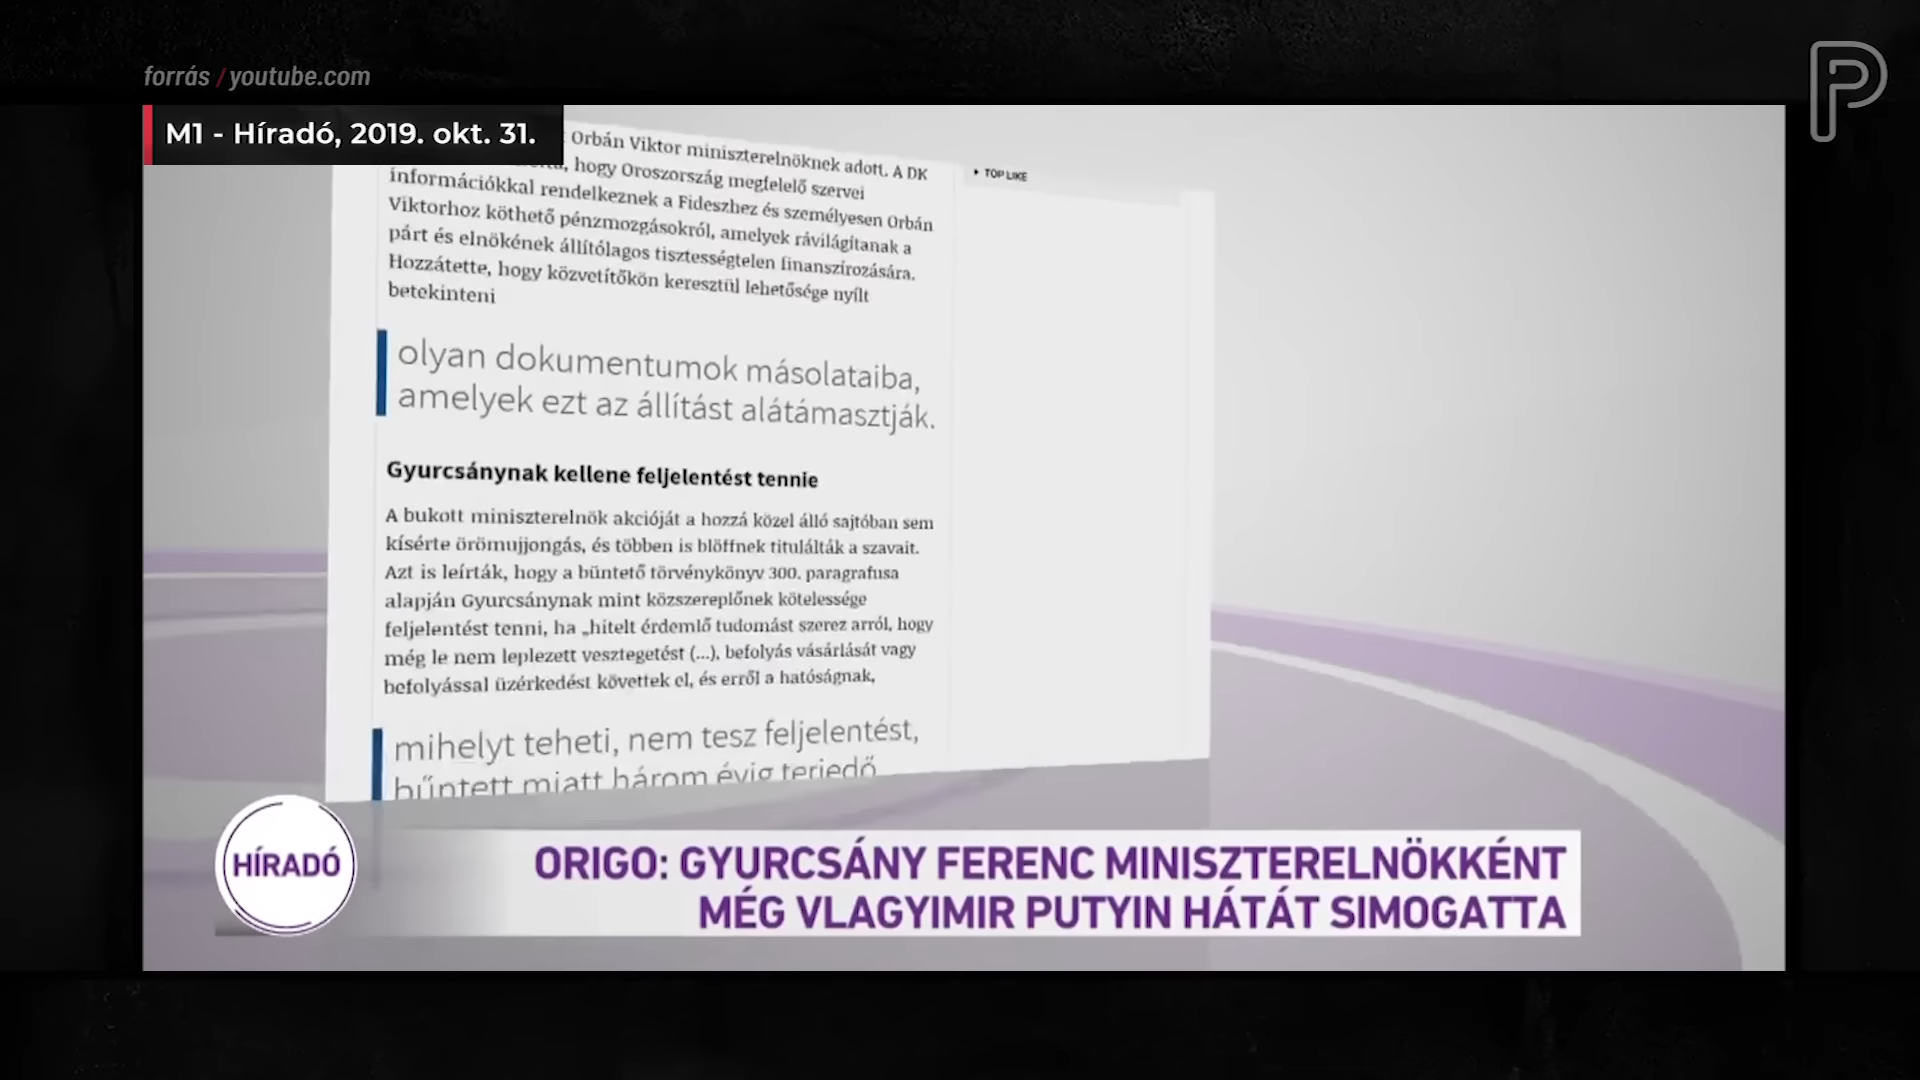 forrás / youtube.com
P
M1 - Híradó, 2019. okt. 31.
Orbán Viktor miniszterelnöknek adott. A DK
hogy Oroszország megfelelő szervei
információkkal rendelkeznek a Fideszhez és személyesen Orbán
Viktorhoz köthető pénzmozgásokról, amelyek rávilágítanak a
párt és elnökének állítólagos tisztességtelen finanszírozására.
Hozzátette, hogy közvetítőkön keresztül lehetősége nyílt
betekinteni
TOP LIKE
olyan dokumentumok másolataiba,
amelyek ezt az állítást alátámasztják.
Gyurcsánynak kellene feljelentést tennie
A bukott miniszterelnök akcióját a hozzá közel álló sajtóban sem
kísérte örömujjongás, és többen is blöffnek titulálták a szavait.
Azt is leírták, hogy a büntető törvénykönyv 300. paragrafusa
alapján Gyurcsánynak mint közszereplőnek kötelessége
feljelentést tenni, ha „hitelt érdemlő tudomást szerez arról, hogy
még le nem leplezett vesztegetést (...), befolyás vásárlását vagy
befolyással üzérkedést követtek el, és erről a hatóságnak,
mihelyt teheti, nem tesz feljelentést,
bűntett miatt három évig terjedő
HÍRADÓ
ORIGO: GYURCSÁNY FERENC MINISZTERELNÖKKÉNT
MÉG VLAGYIMIR PUTYIN HÁTÁT SIMOGATTA